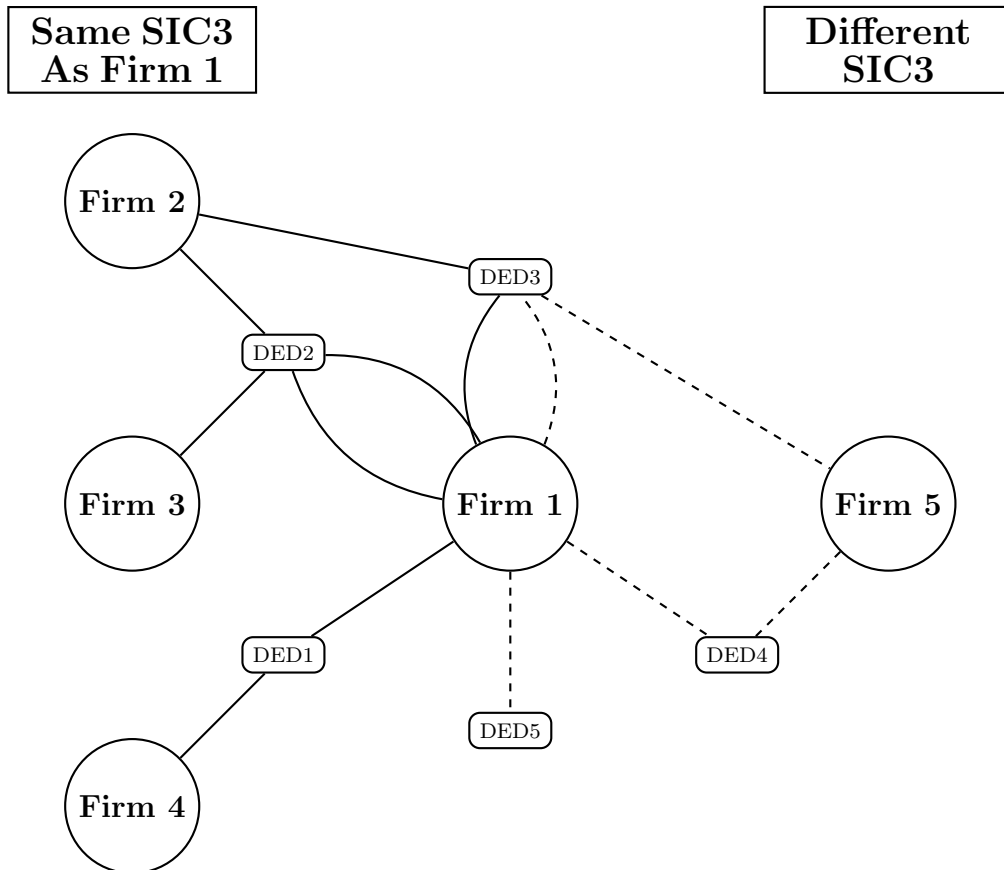 Same SIC3
As Firm 1
Different
SIC3
Firm 2
DED3
DED2
Firm 3
Firm 1
Firm 5
DED1
DED4
DED5
Firm 4